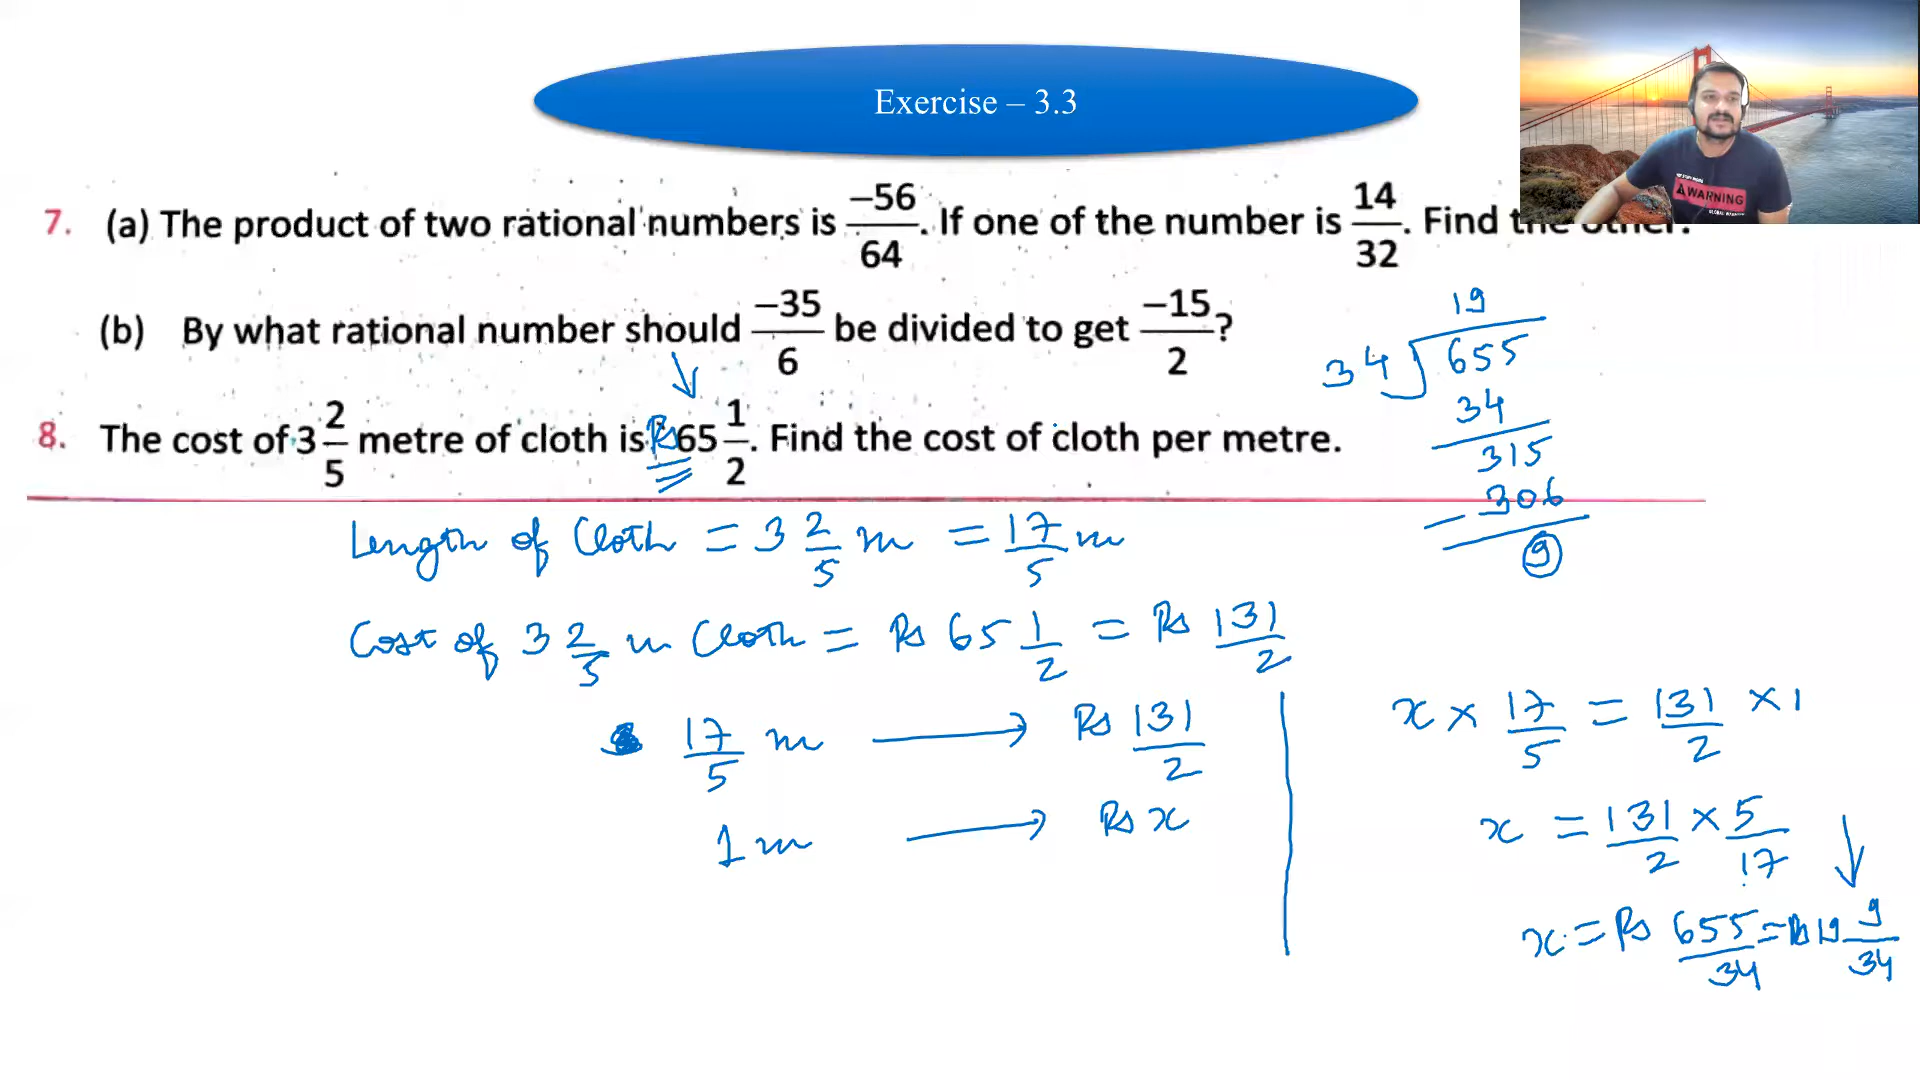 Exercise – 3.3
WARNING
7. (a) The product of two rational numbers is -56/64. If one of the number is 14/32. Find the other.
(b) By what rational number should -35/6 be divided to get -15/2?
8. The cost of 3 2/5 metre of cloth is Rs 65 1/2. Find the cost of cloth per metre.
19
34 ) 655
34
315
- 306
9
Length of Cloth = 3 2/5 m = 17/5 m
Cost of 3 2/5 m Cloth = Rs 65 1/2 = Rs 131/2
17/5 m → Rs 131/2
1 m → Rs x
x × 17/5 = 131/2 × 1
x = 131/2 × 5/17
x = Rs 655/34 = Rs 19 9/34